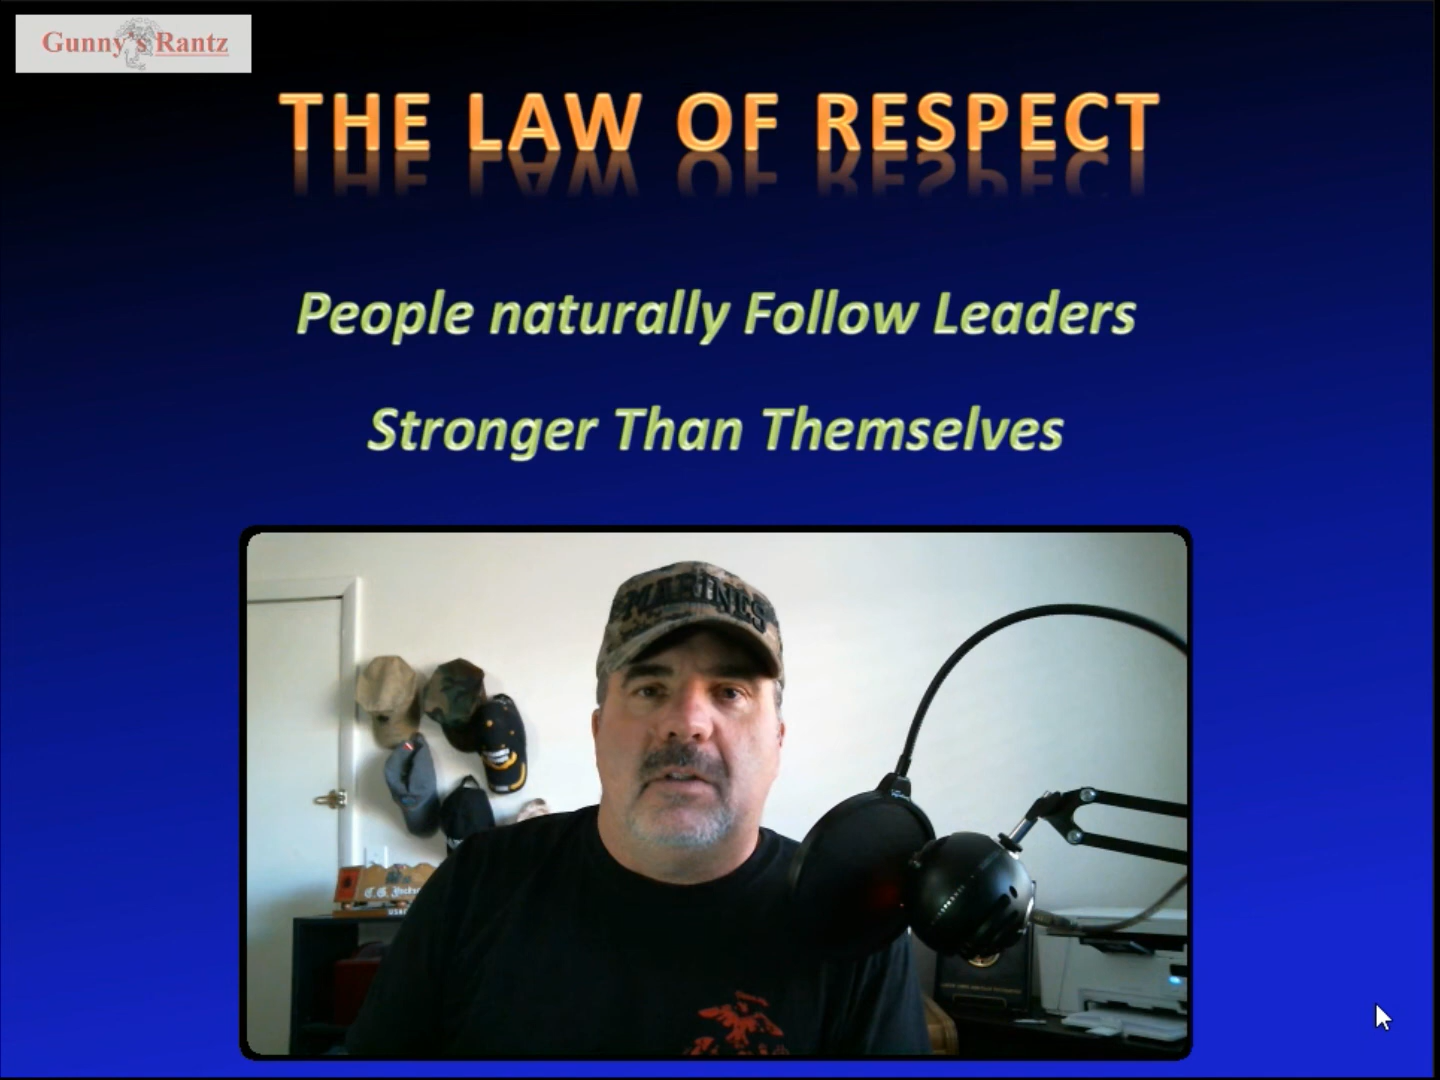 Gunny's Rantz
THE LAW OF RESPECT
People naturally Follow Leaders
Stronger Than Themselves
MARINES
C.G.